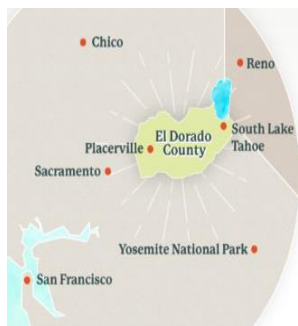 Chico
Reno
El Dorado
County
South Lake
Tahoe
Placerville
Sacramento
Yosemite National Park
San Francisco